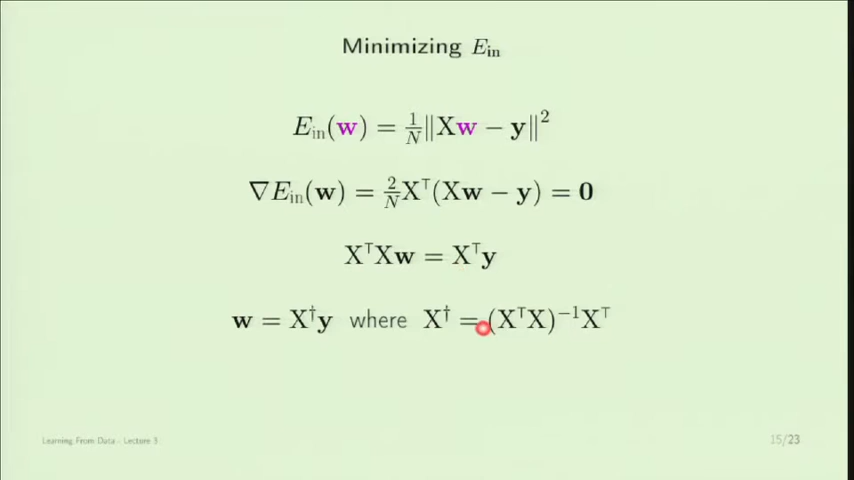 Minimizing E_in
E_in(w) = 1/N ‖Xw − y‖²
∇E_in(w) = 2/N Xᵀ(Xw − y) = 0
XᵀXw = Xᵀy
w = X†y where X† = (XᵀX)⁻¹Xᵀ
Learning From Data - Lecture 3
15/23